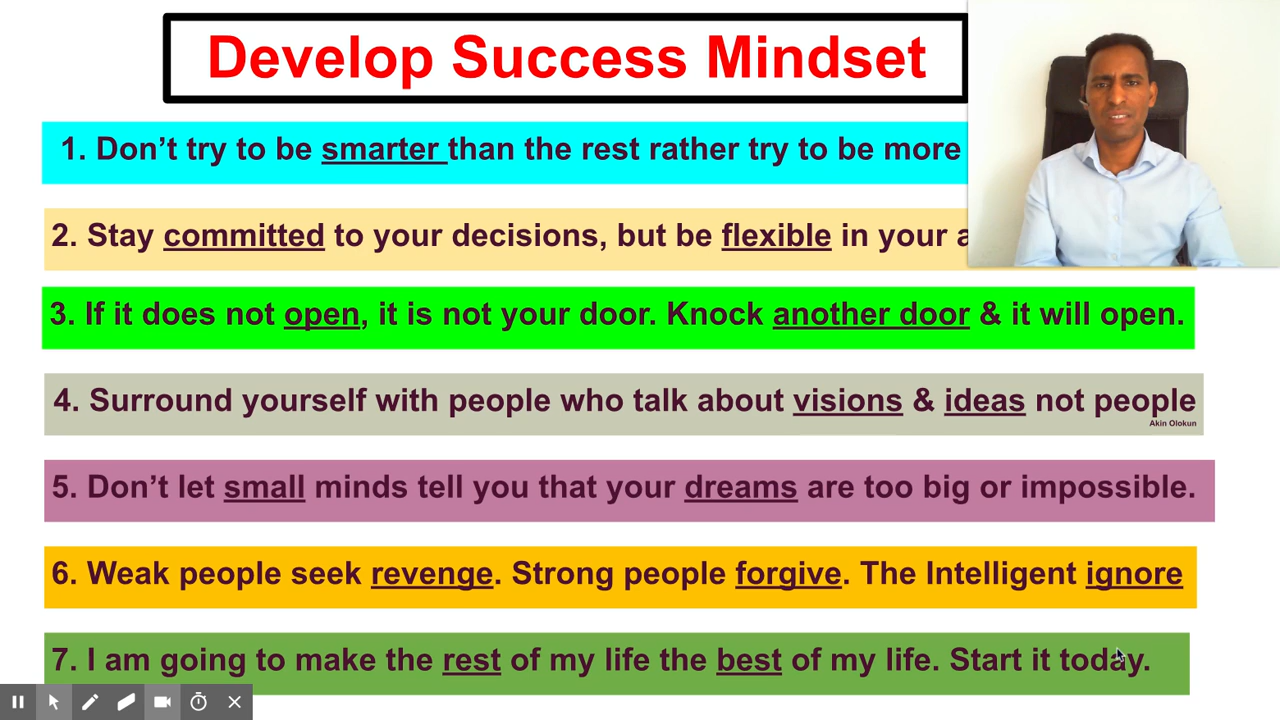 Develop Success Mindset
1. Don’t try to be smarter than the rest rather try to be more
2. Stay committed to your decisions, but be flexible in your
3. If it does not open, it is not your door. Knock another door & it will open.
4. Surround yourself with people who talk about visions & ideas not people
Akin Olokun
5. Don’t let small minds tell you that your dreams are too big or impossible.
6. Weak people seek revenge. Strong people forgive. The Intelligent ignore
7. I am going to make the rest of my life the best of my life. Start it today.